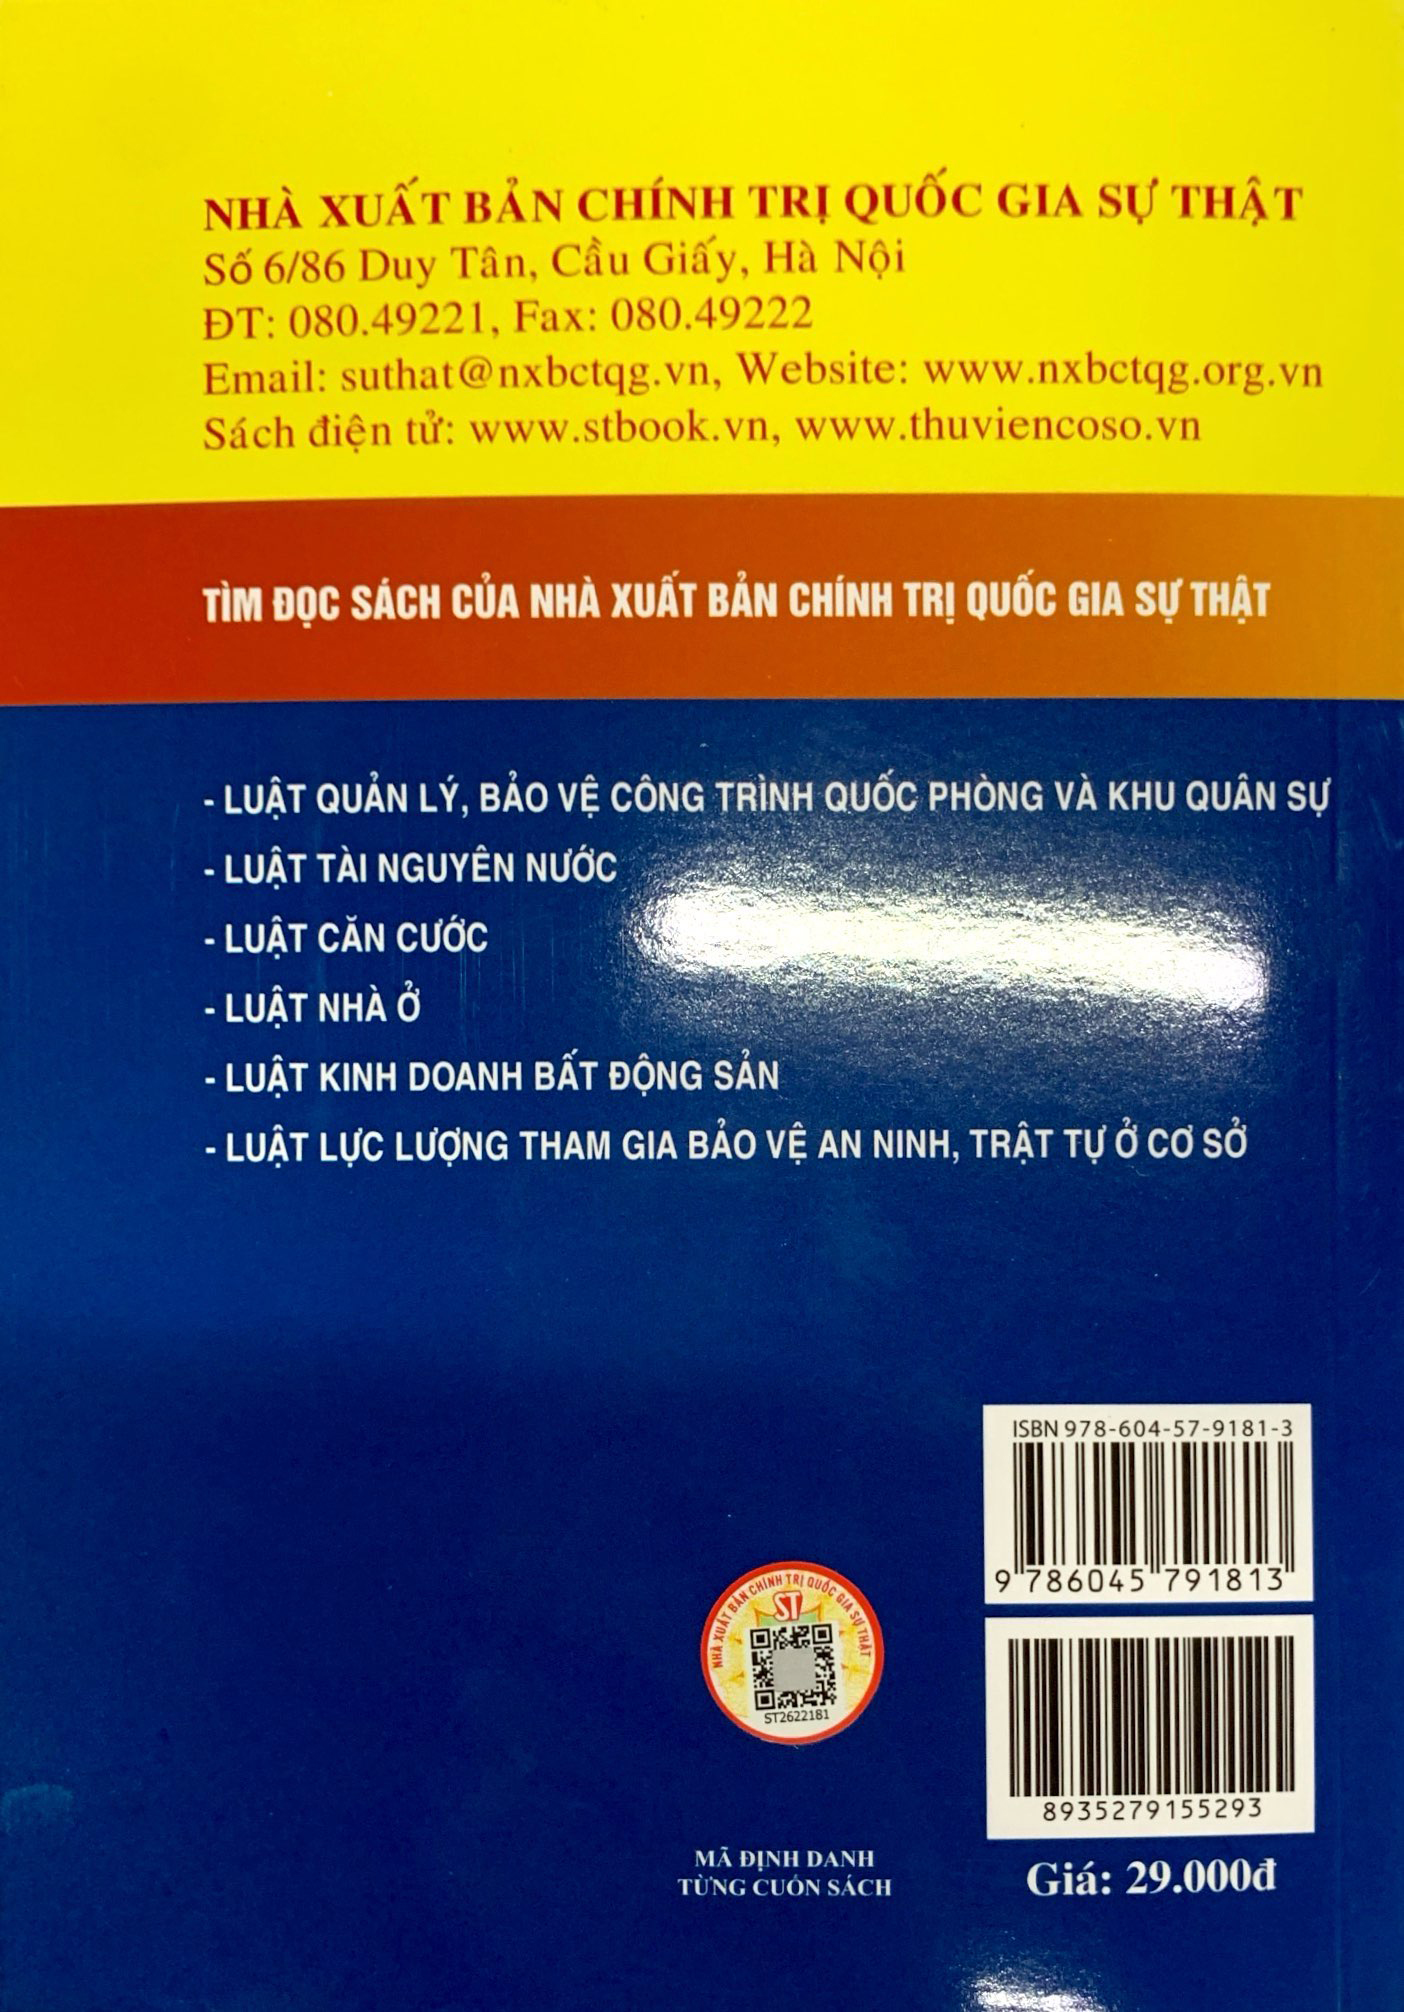 NHÀ XUẤT BẢN CHÍNH TRỊ QUỐC GIA SỰ THẬT
Số 6/86 Duy Tân, Cầu Giấy, Hà Nội
ĐT: 080.49221, Fax: 080.49222
Email: suthat@nxbctqg.vn, Website: www.nxbctqg.org.vn
Sách điện tử: www.stbook.vn, www.thuviencoso.vn
TÌM ĐỌC SÁCH CỦA NHÀ XUẤT BẢN CHÍNH TRỊ QUỐC GIA SỰ THẬT
- LUẬT QUẢN LÝ, BẢO VỆ CÔNG TRÌNH QUỐC PHÒNG VÀ KHU QUÂN SỰ
- LUẬT TÀI NGUYÊN NƯỚC
- LUẬT CĂN CƯỚC
- LUẬT NHÀ Ở
- LUẬT KINH DOANH BẤT ĐỘNG SẢN
- LUẬT LỰC LƯỢNG THAM GIA BẢO VỆ AN NINH, TRẬT TỰ Ở CƠ SỞ
ISBN 978-604-57-9181-3
9 786045 791813
NHÀ XUẤT BẢN CHÍNH TRỊ QUỐC GIA SỰ THẬT
ST
ST2622181
8935279155293
MÃ ĐỊNH DANH
TỪNG CUỐN SÁCH
Giá: 29.000đ